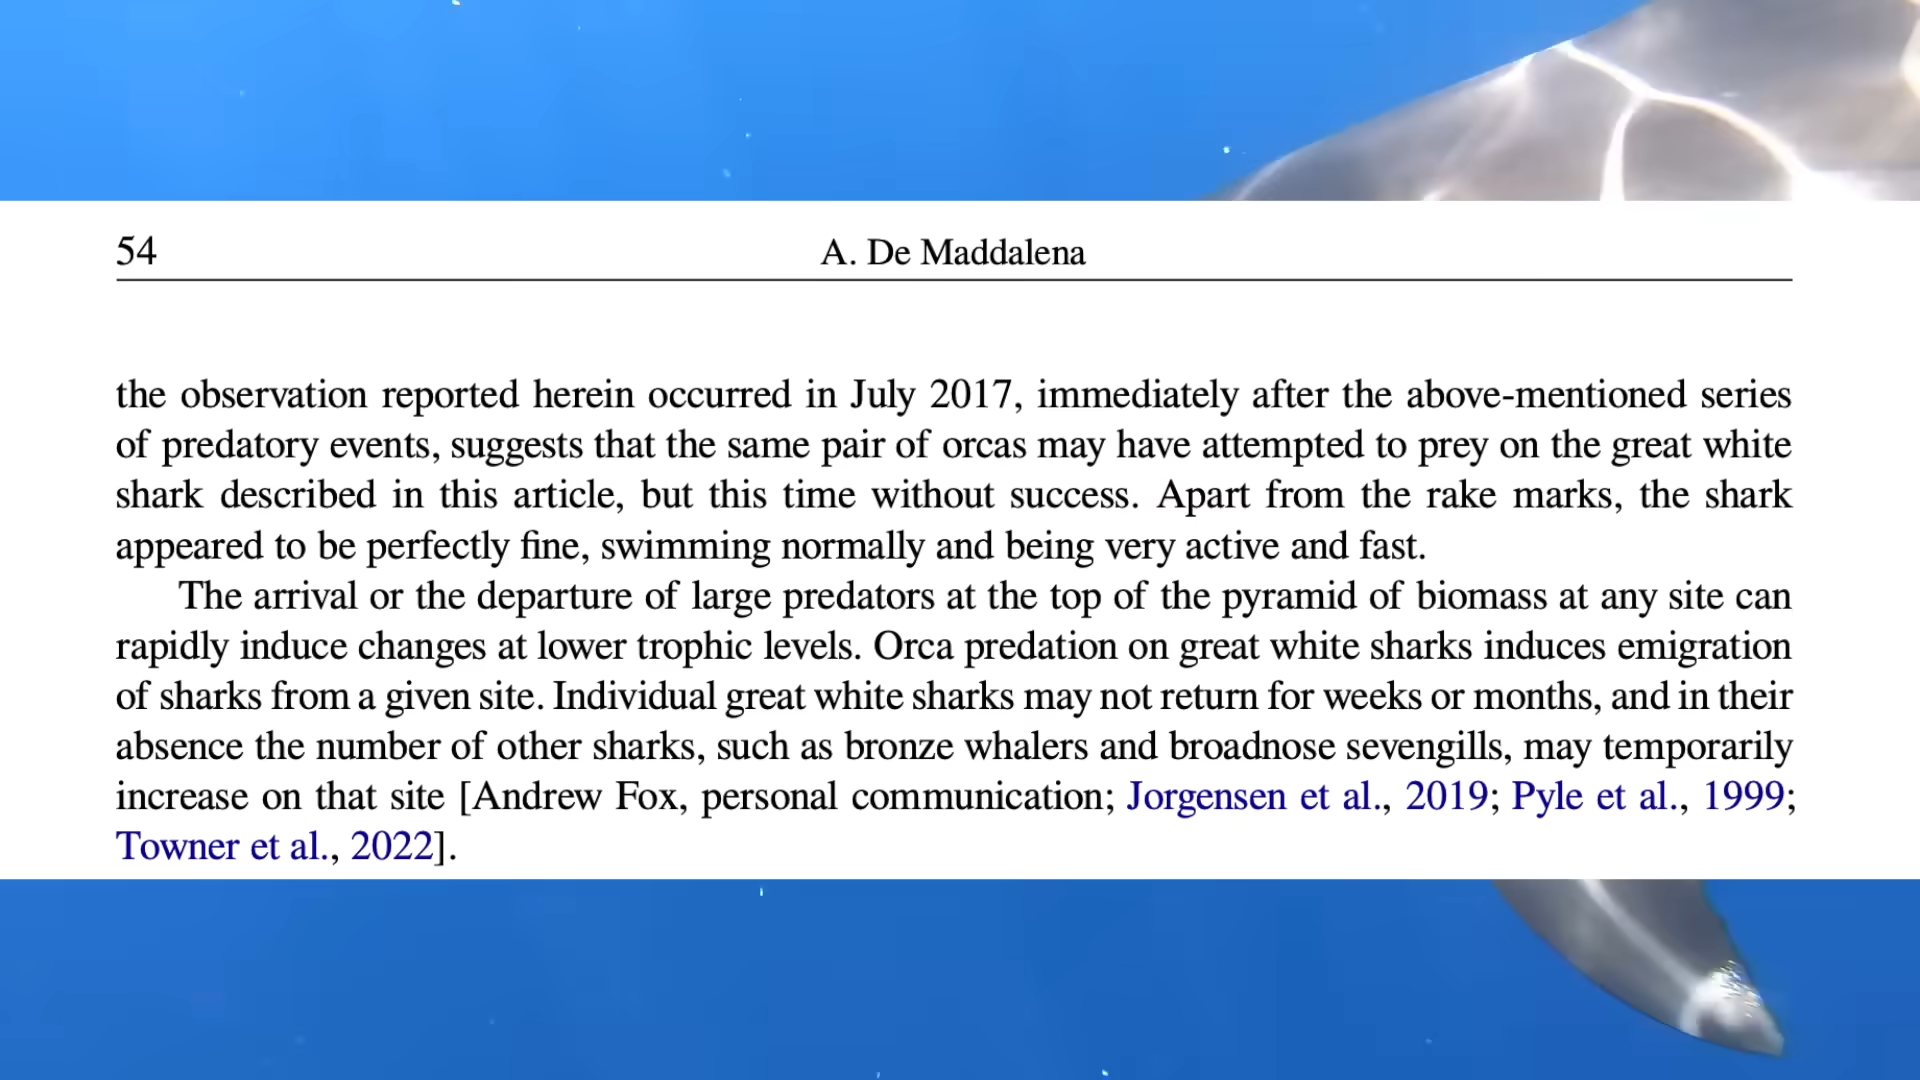 54
A. De Maddalena
the observation reported herein occurred in July 2017, immediately after the above-mentioned series
of predatory events, suggests that the same pair of orcas may have attempted to prey on the great white
shark described in this article, but this time without success. Apart from the rake marks, the shark
appeared to be perfectly fine, swimming normally and being very active and fast.
The arrival or the departure of large predators at the top of the pyramid of biomass at any site can
rapidly induce changes at lower trophic levels. Orca predation on great white sharks induces emigration
of sharks from a given site. Individual great white sharks may not return for weeks or months, and in their
absence the number of other sharks, such as bronze whalers and broadnose sevengills, may temporarily
increase on that site [Andrew Fox, personal communication; Jorgensen et al., 2019; Pyle et al., 1999;
Towner et al., 2022].